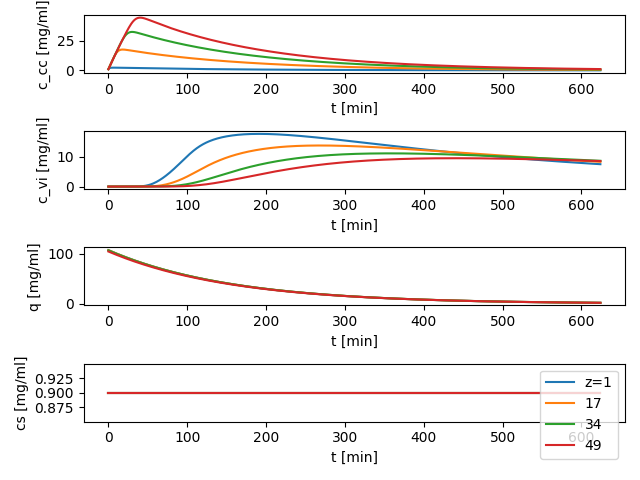 c_cc [mg/ml]
25
0
0 100 200 300 400 500 600
t [min]
c_vi [mg/ml]
10
0
0 100 200 300 400 500 600
t [min]
q [mg/ml]
100
0
0 100 200 300 400 500 600
t [min]
cs [mg/ml]
0.925
0.900
0.875
0 100 200 300 400 500 600
t [min]
z=1
17
34
49